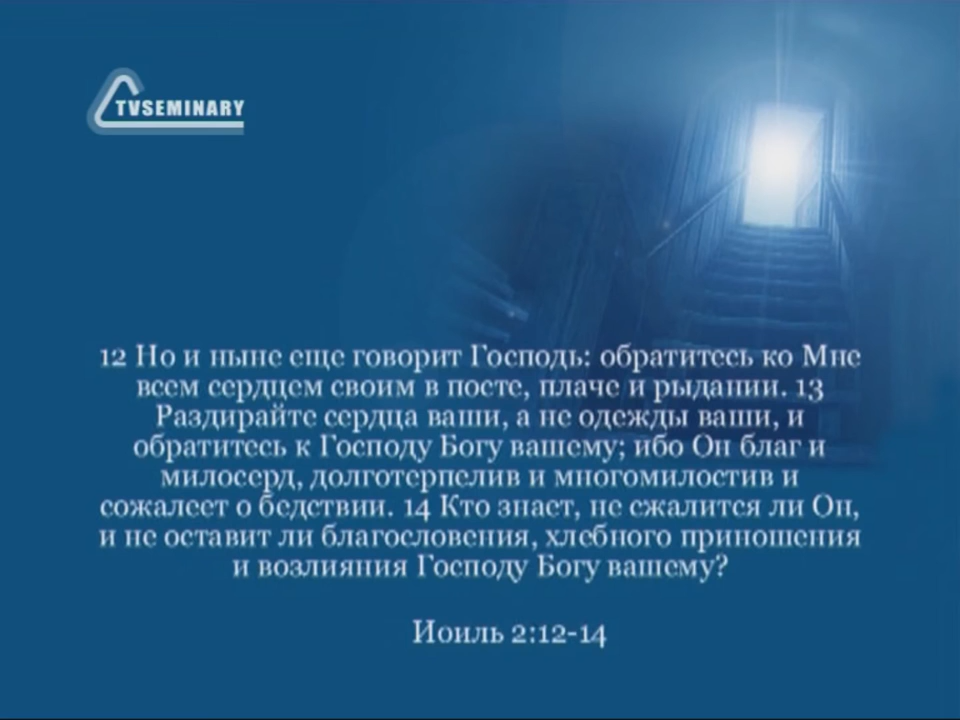 TVSEMINARY
12 Но и ныне еще говорит Господь: обратитесь ко Мне
всем сердцем своим в посте, плаче и рыдании. 13
Раздирайте сердца ваши, а не одежды ваши, и
обратитесь к Господу Богу вашему; ибо Он благ и
милосерд, долготерпелив и многомилостив и
сожалеет о бедствии. 14 Кто знает, не сжалится ли Он,
и не оставит ли благословения, хлебного приношения
и возлияния Господу Богу вашему?
Иоиль 2:12-14